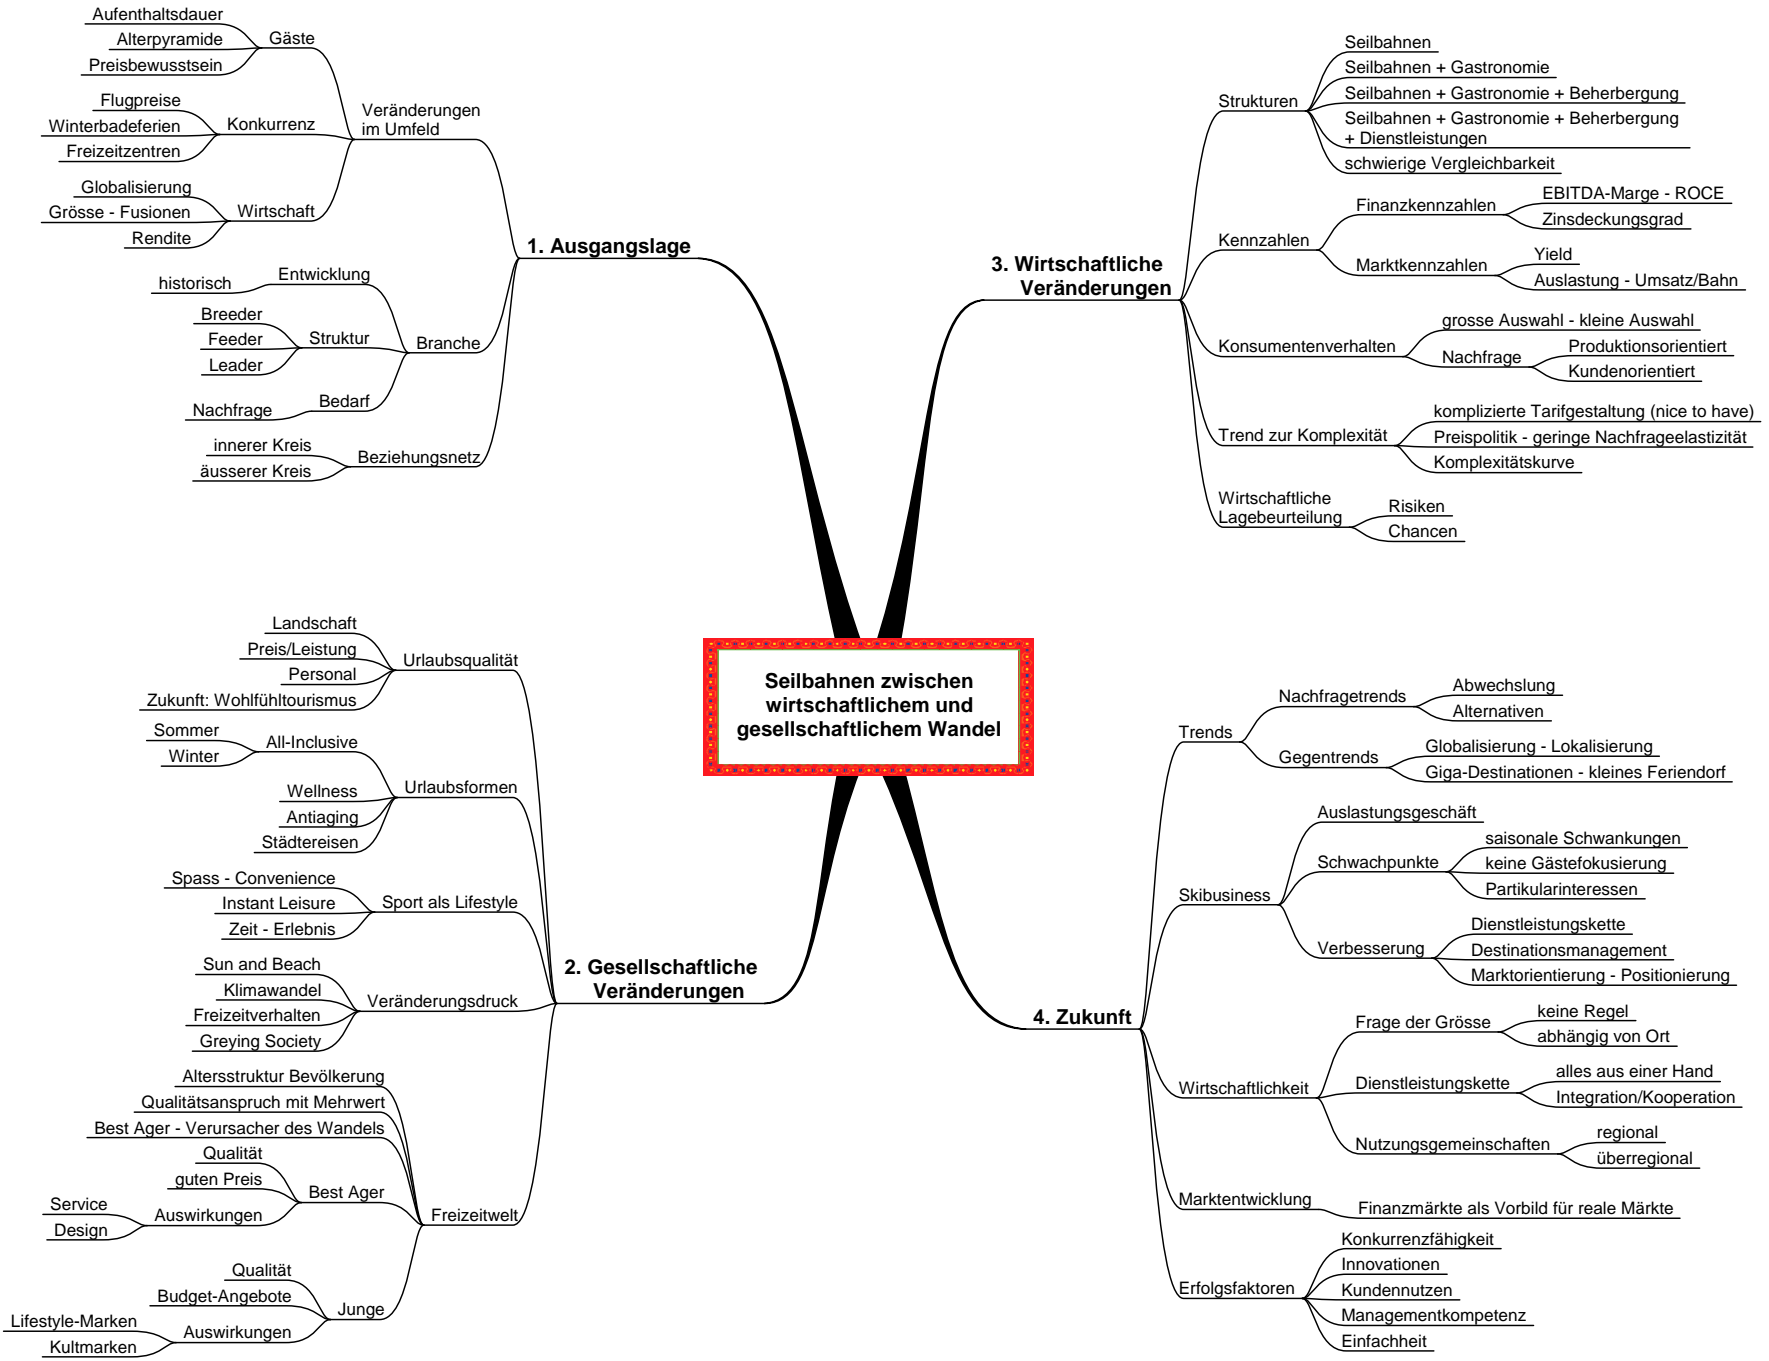 Seilbahnen zwischen
wirtschaftlichem und
gesellschaftlichem Wandel
1. Ausgangslage
Veränderungen
im Umfeld
Gäste
Aufenthaltsdauer
Alterpyramide
Preisbewusstsein
Konkurrenz
Flugpreise
Winterbadeferien
Freizeitzentren
Wirtschaft
Globalisierung
Grösse - Fusionen
Rendite
Branche
Entwicklung
historisch
Struktur
Breeder
Feeder
Leader
Bedarf
Nachfrage
Beziehungsnetz
innerer Kreis
äusserer Kreis
2. Gesellschaftliche
Veränderungen
Urlaubsqualität
Landschaft
Preis/Leistung
Personal
Zukunft: Wohlfühltourismus
Urlaubsformen
All-Inclusive
Sommer
Winter
Wellness
Antiaging
Städtereisen
Sport als Lifestyle
Spass - Convenience
Instant Leisure
Zeit - Erlebnis
Veränderungsdruck
Sun and Beach
Klimawandel
Freizeitverhalten
Greying Society
Freizeitwelt
Altersstruktur Bevölkerung
Qualitätsanspruch mit Mehrwert
Best Ager - Verursacher des Wandels
Best Ager
Qualität
guten Preis
Auswirkungen
Service
Design
Junge
Qualität
Budget-Angebote
Auswirkungen
Lifestyle-Marken
Kultmarken
3. Wirtschaftliche
Veränderungen
Strukturen
Seilbahnen
Seilbahnen + Gastronomie
Seilbahnen + Gastronomie + Beherbergung
Seilbahnen + Gastronomie + Beherbergung
+ Dienstleistungen
schwierige Vergleichbarkeit
Kennzahlen
Finanzkennzahlen
EBITDA-Marge - ROCE
Zinsdeckungsgrad
Marktkennzahlen
Yield
Auslastung - Umsatz/Bahn
Konsumentenverhalten
grosse Auswahl - kleine Auswahl
Nachfrage
Produktionsorientiert
Kundenorientiert
Trend zur Komplexität
komplizierte Tarifgestaltung (nice to have)
Preispolitik - geringe Nachfrageelastizität
Komplexitätskurve
Wirtschaftliche
Lagebeurteilung
Risiken
Chancen
4. Zukunft
Trends
Nachfragetrends
Abwechslung
Alternativen
Gegentrends
Globalisierung - Lokalisierung
Giga-Destinationen - kleines Feriendorf
Skibusiness
Auslastungsgeschäft
Schwachpunkte
saisonale Schwankungen
keine Gästefokusierung
Partikularinteressen
Verbesserung
Dienstleistungskette
Destinationsmanagement
Marktorientierung - Positionierung
Wirtschaftlichkeit
Frage der Grösse
keine Regel
abhängig von Ort
Dienstleistungskette
alles aus einer Hand
Integration/Kooperation
Nutzungsgemeinschaften
regional
überregional
Marktentwicklung
Finanzmärkte als Vorbild für reale Märkte
Erfolgsfaktoren
Konkurrenzfähigkeit
Innovationen
Kundennutzen
Managementkompetenz
Einfachheit